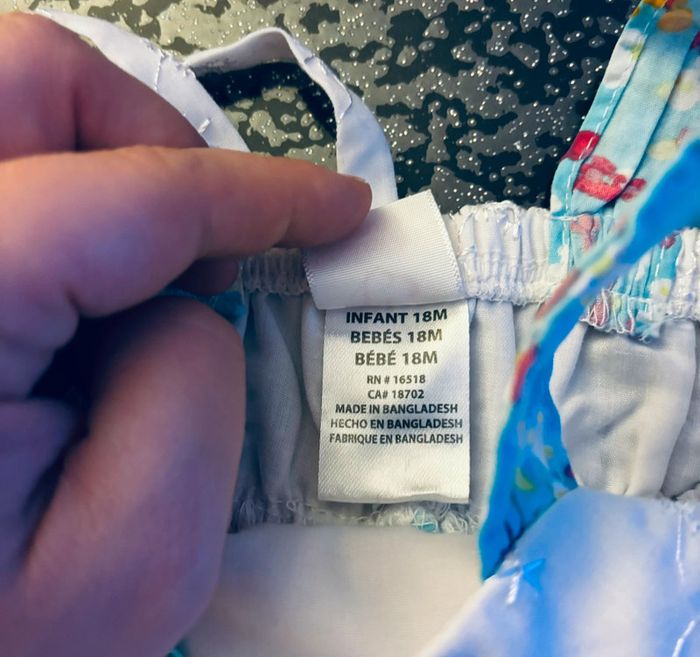 INFANT 18M
BEBÉS 18M
BÉBÉ 18M
RN # 16518
CA# 18702
MADE IN BANGLADESH
HECHO EN BANGLADESH
FABRIQUE EN BANGLADESH